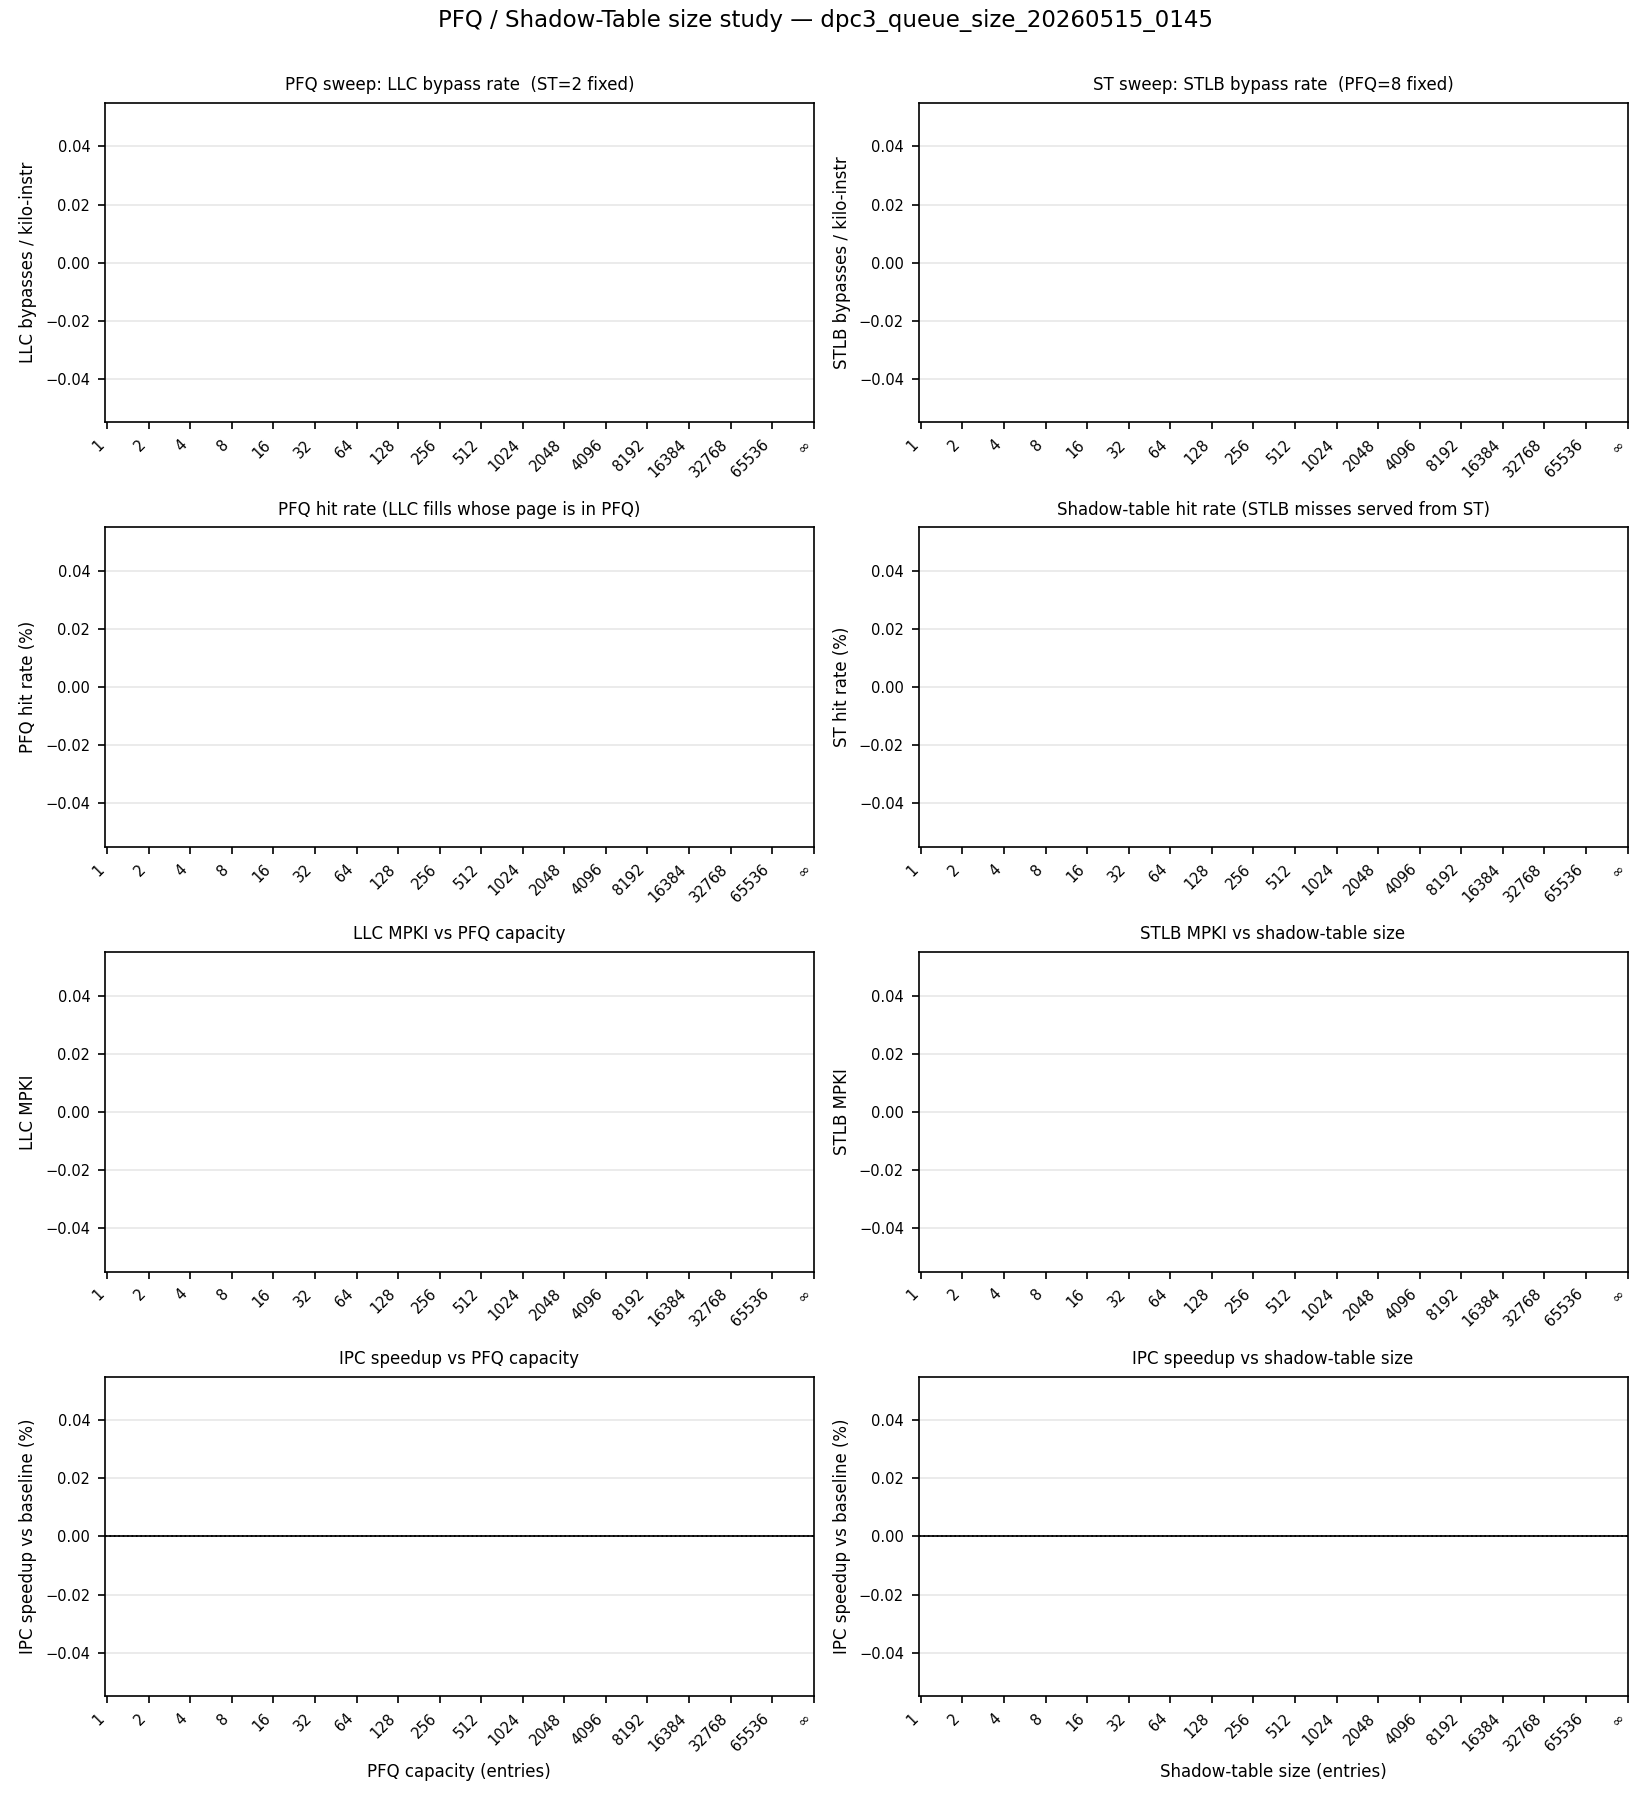 PFQ / Shadow-Table size study — dpc3_queue_size_20260515_0145
PFQ sweep: LLC bypass rate  (ST=2 fixed)
LLC bypasses / kilo-instr
0.04
0.02
0.00
−0.02
−0.04
1 2 4 8 16 32 64 128 256 512 1024 2048 4096 8192 16384 32768 65536 ∞
ST sweep: STLB bypass rate  (PFQ=8 fixed)
STLB bypasses / kilo-instr
0.04
0.02
0.00
−0.02
−0.04
1 2 4 8 16 32 64 128 256 512 1024 2048 4096 8192 16384 32768 65536 ∞
PFQ hit rate (LLC fills whose page is in PFQ)
PFQ hit rate (%)
0.04
0.02
0.00
−0.02
−0.04
1 2 4 8 16 32 64 128 256 512 1024 2048 4096 8192 16384 32768 65536 ∞
Shadow-table hit rate (STLB misses served from ST)
ST hit rate (%)
0.04
0.02
0.00
−0.02
−0.04
1 2 4 8 16 32 64 128 256 512 1024 2048 4096 8192 16384 32768 65536 ∞
LLC MPKI vs PFQ capacity
LLC MPKI
0.04
0.02
0.00
−0.02
−0.04
1 2 4 8 16 32 64 128 256 512 1024 2048 4096 8192 16384 32768 65536 ∞
STLB MPKI vs shadow-table size
STLB MPKI
0.04
0.02
0.00
−0.02
−0.04
1 2 4 8 16 32 64 128 256 512 1024 2048 4096 8192 16384 32768 65536 ∞
IPC speedup vs PFQ capacity
IPC speedup vs baseline (%)
0.04
0.02
0.00
−0.02
−0.04
1 2 4 8 16 32 64 128 256 512 1024 2048 4096 8192 16384 32768 65536 ∞
PFQ capacity (entries)
IPC speedup vs shadow-table size
IPC speedup vs baseline (%)
0.04
0.02
0.00
−0.02
−0.04
1 2 4 8 16 32 64 128 256 512 1024 2048 4096 8192 16384 32768 65536 ∞
Shadow-table size (entries)